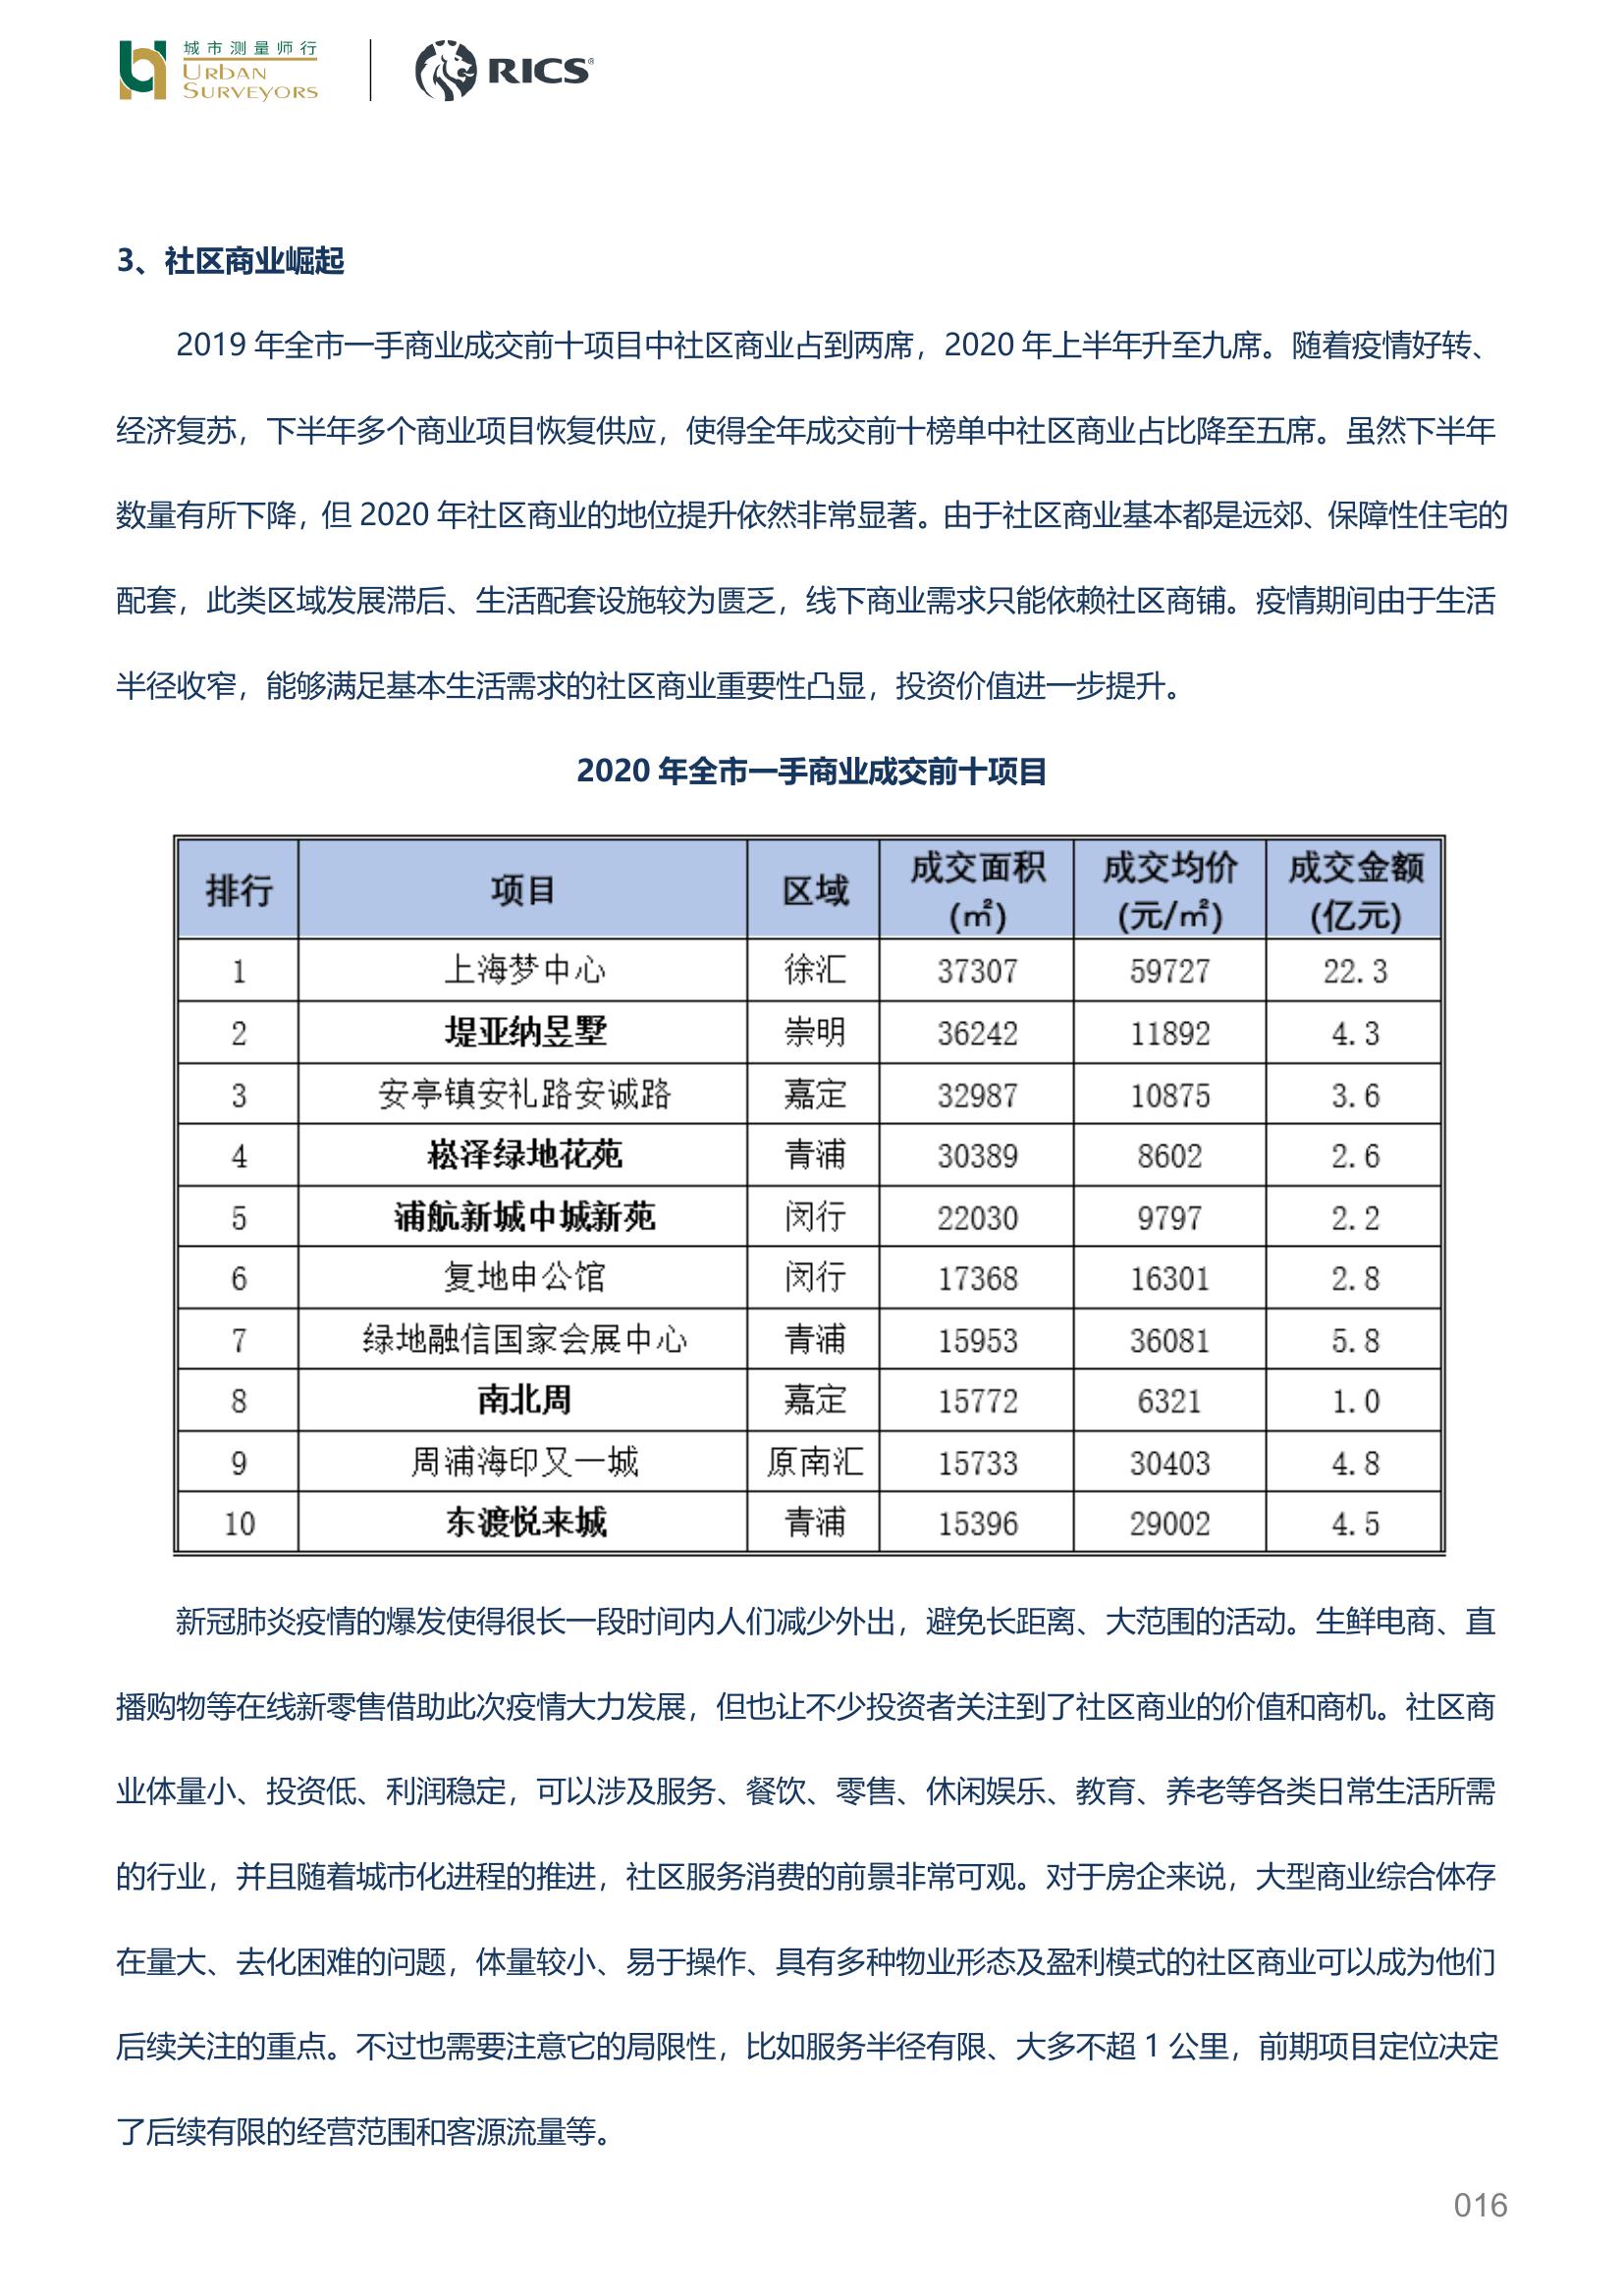 城市测量师行
URBAN
SURVEYORS
RICS®
3、社区商业崛起
2019 年全市一手商业成交前十项目中社区商业占到两席，2020 年上半年升至九席。随着疫情好转、
经济复苏，下半年多个商业项目恢复供应，使得全年成交前十榜单中社区商业占比降至五席。虽然下半年
数量有所下降，但 2020 年社区商业的地位提升依然非常显著。由于社区商业基本都是远郊、保障性住宅的
配套，此类区域发展滞后、生活配套设施较为匮乏，线下商业需求只能依赖社区商铺。疫情期间由于生活
半径收窄，能够满足基本生活需求的社区商业重要性凸显，投资价值进一步提升。
2020 年全市一手商业成交前十项目
排行 项目 区域 成交面积(㎡) 成交均价(元/㎡) 成交金额(亿元)
1 上海梦中心 徐汇 37307 59727 22.3
2 堤亚纳昱墅 崇明 36242 11892 4.3
3 安亭镇安礼路安诚路 嘉定 32987 10875 3.6
4 崧泽绿地花苑 青浦 30389 8602 2.6
5 浦航新城中城新苑 闵行 22030 9797 2.2
6 复地申公馆 闵行 17368 16301 2.8
7 绿地融信国家会展中心 青浦 15953 36081 5.8
8 南北周 嘉定 15772 6321 1.0
9 周浦海印又一城 原南汇 15733 30403 4.8
10 东渡悦来城 青浦 15396 29002 4.5
新冠肺炎疫情的爆发使得很长一段时间内人们减少外出，避免长距离、大范围的活动。生鲜电商、直
播购物等在线新零售借助此次疫情大力发展，但也让不少投资者关注到了社区商业的价值和商机。社区商
业体量小、投资低、利润稳定，可以涉及服务、餐饮、零售、休闲娱乐、教育、养老等各类日常生活所需
的行业，并且随着城市化进程的推进，社区服务消费的前景非常可观。对于房企来说，大型商业综合体存
在量大、去化困难的问题，体量较小、易于操作、具有多种物业形态及盈利模式的社区商业可以成为他们
后续关注的重点。不过也需要注意它的局限性，比如服务半径有限、大多不超 1 公里，前期项目定位决定
了后续有限的经营范围和客源流量等。
016